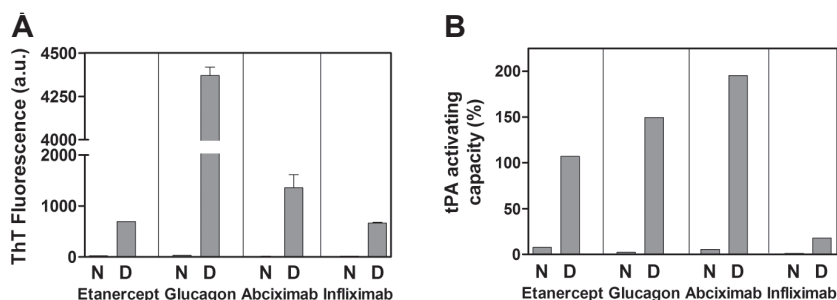 A
ThT Fluorescence (a.u.)
4500
4250
4000
2000
1000
0
N D N D N D N D
Etanercept Glucagon Abciximab Infliximab
B
tPA activating
capacity (%)
200
150
100
50
0
N D N D N D N D
Etanercept Glucagon Abciximab Infliximab